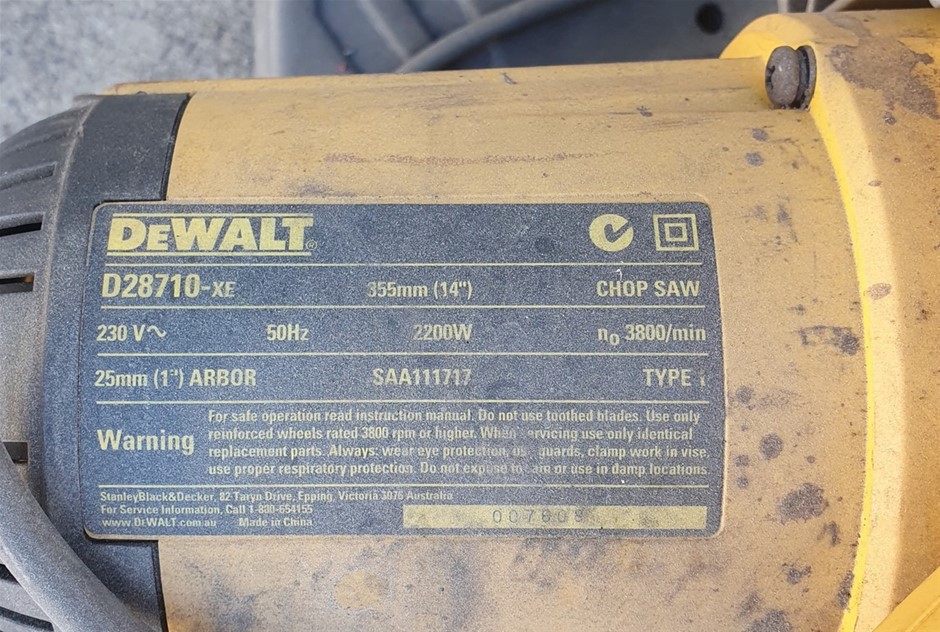 DEWALT®
D28710-XE 355mm (14") CHOP SAW
230 V~ 50Hz 2200W n₀ 3800/min
25mm (1") ARBOR SAA111717 TYPE
Warning
For safe operation read instruction manual. Do not use toothed blades. Use only
reinforced wheels rated 3800 rpm or higher. When servicing use only identical
replacement parts. Always: wear eye protection, guards, clamp work in vise,
use proper respiratory protection. Do not expose to rain or use in damp locations.
StanleyBlack&Decker, 82 Taryn Drive, Epping, Victoria 3076 Australia
For Service Information, Call 1-800-654155
www.DEWALT.com.au Made in China